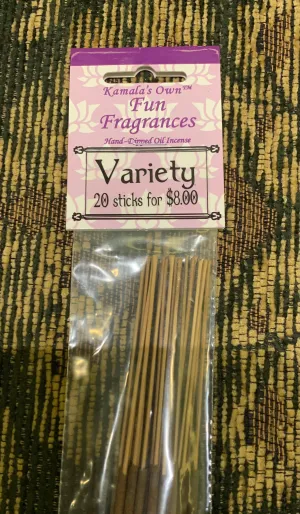 Kamala's Own™
Fun
Fragrances
Hand-Dipped Oil Incense
Variety
20 sticks for $8.00